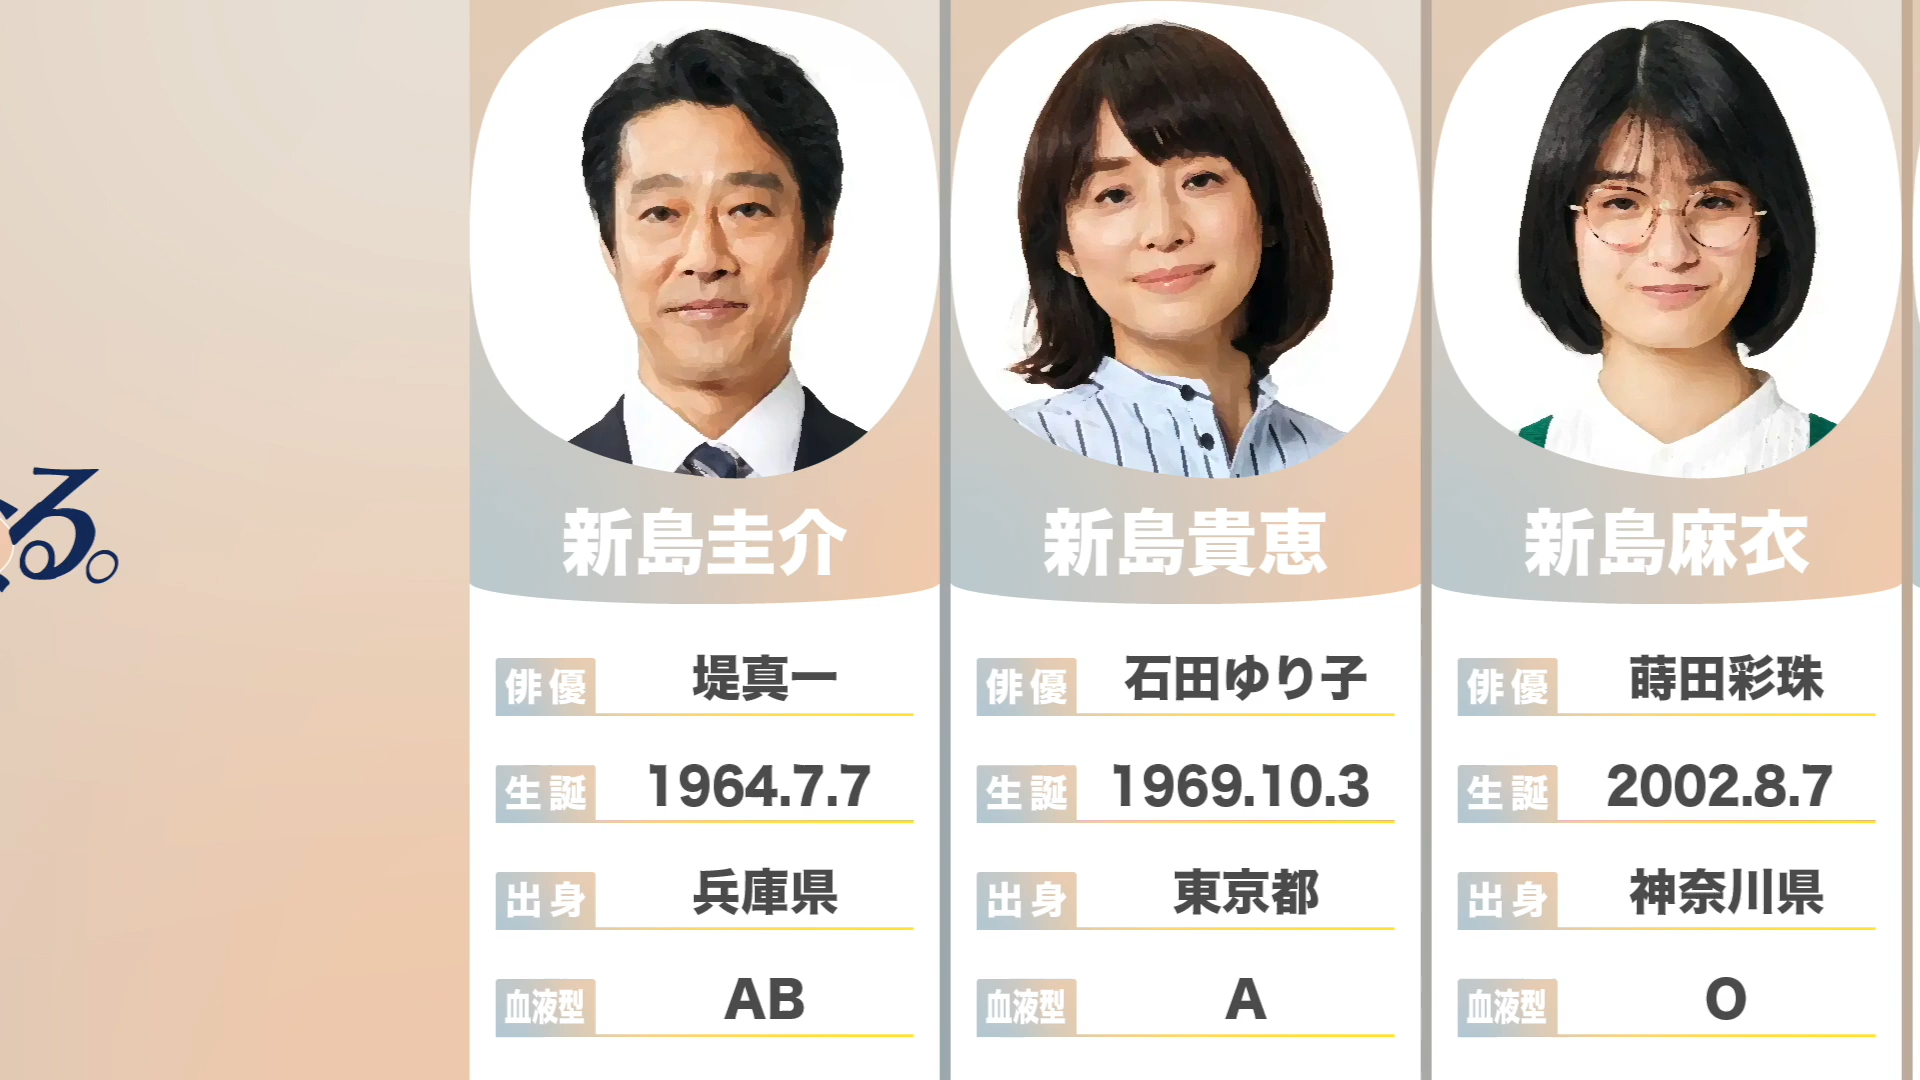 る。
新島圭介
俳優 堤真一
生誕 1964.7.7
出身 兵庫県
血液型 AB
新島貴恵
俳優 石田ゆり子
生誕 1969.10.3
出身 東京都
血液型 A
新島麻衣
俳優 蒔田彩珠
生誕 2002.8.7
出身 神奈川県
血液型 O